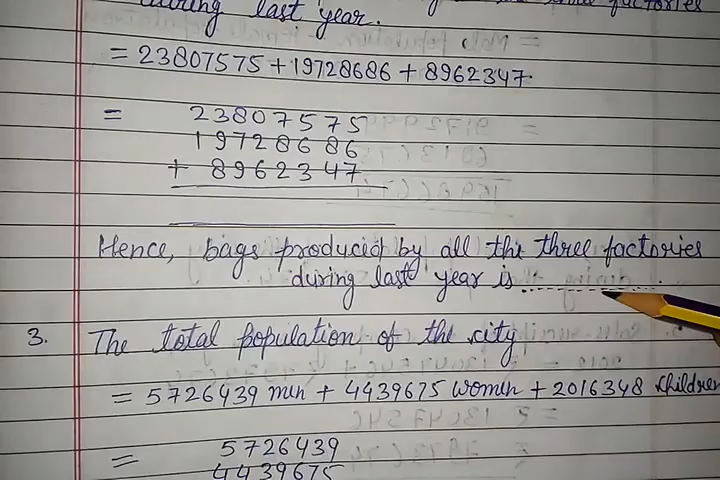 during last year.
= 23807575 + 19728686 + 8962347.
= 23807575
19728686
+ 8962347
Hence, bags produced by all the three factories
during last year is
3. The total population of the city
= 5726439 men + 4439675 women + 2016348 children
= 5726439
4439675